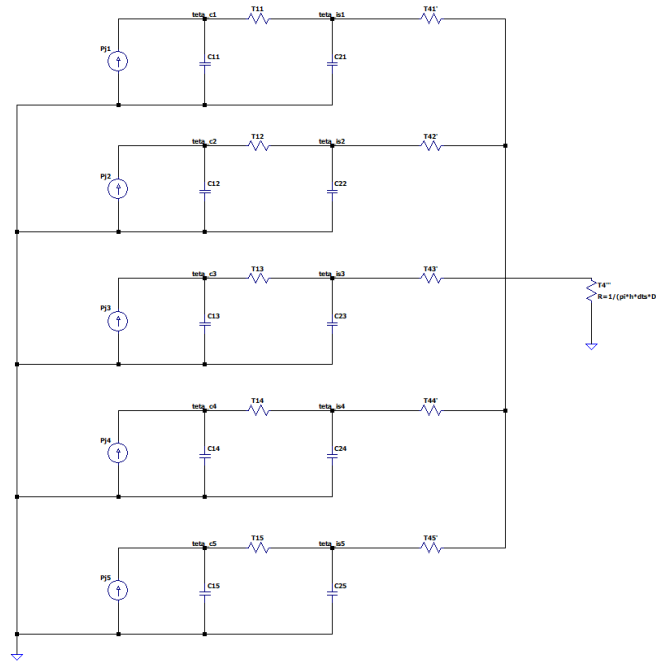 teta_c1 T11 teta_is1 T41'
Pj1 C11 C21
teta_c2 T12 teta_is2 T42'
Pj2 C12 C22
teta_c3 T13 teta_is3 T43'
T4'''
R=1/(pi*h*dts*D
Pj3 C13 C23
teta_c4 T14 teta_is4 T44'
Pj4 C14 C24
teta_c5 T15 teta_is5 T45'
Pj5 C15 C25